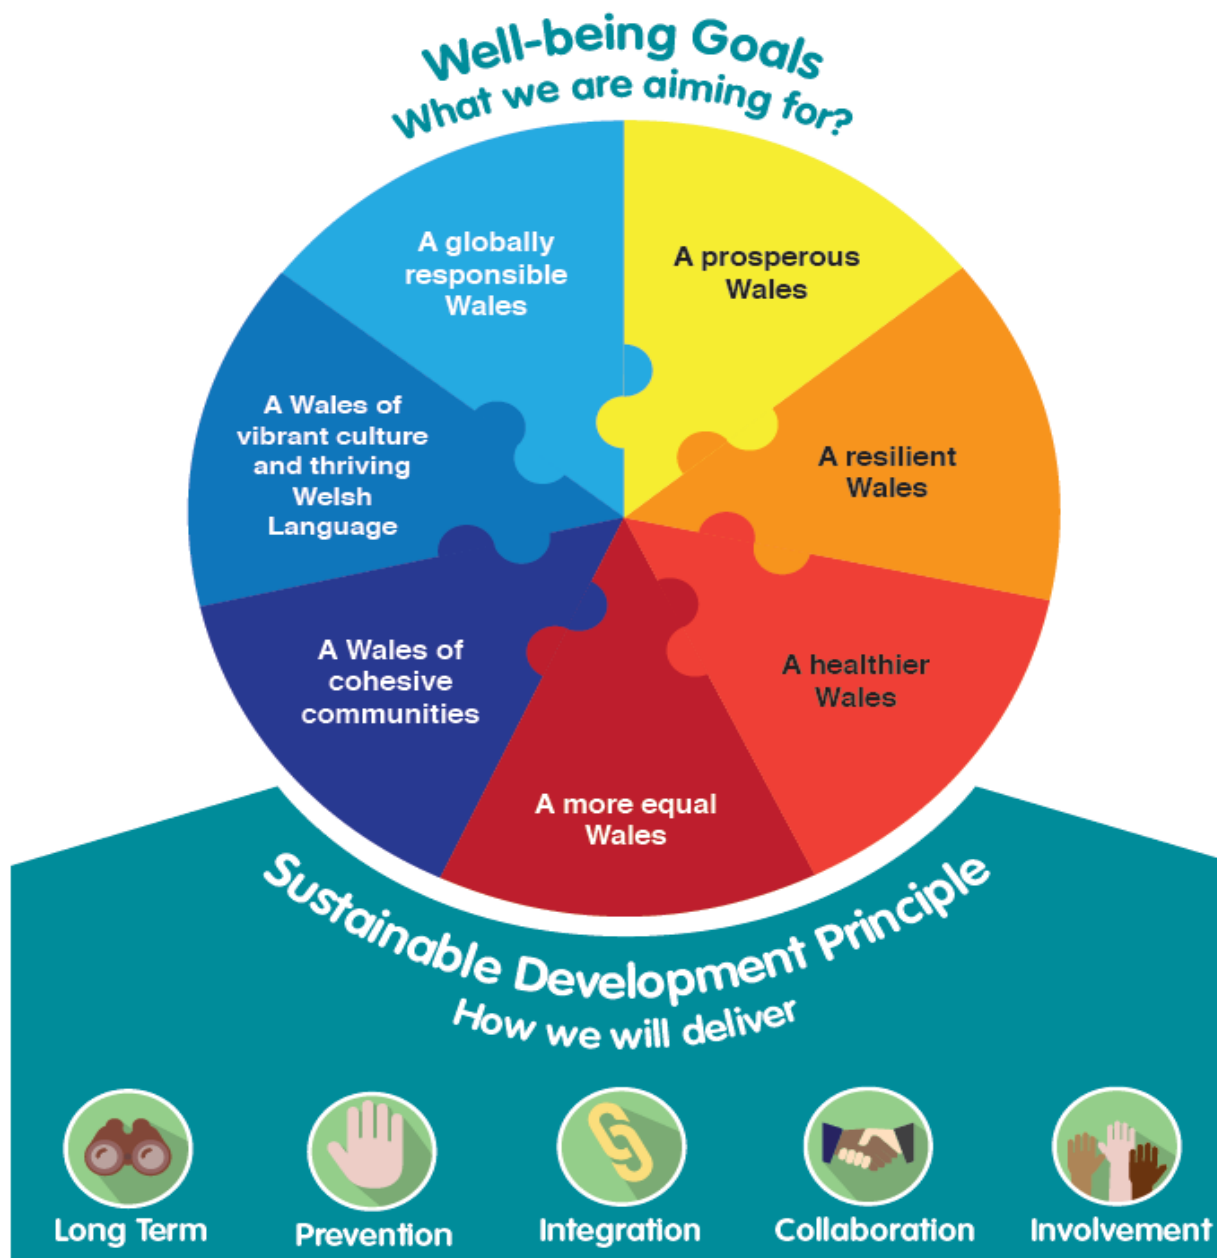 Well-being Goals
What we are aiming for?
A globally
responsible
Wales
A prosperous
Wales
A Wales of
vibrant culture
and thriving
Welsh
Language
A resilient
Wales
A Wales of
cohesive
communities
A healthier
Wales
A more equal
Wales
Sustainable Development Principle
How we will deliver
Long Term
Prevention
Integration
Collaboration
Involvement